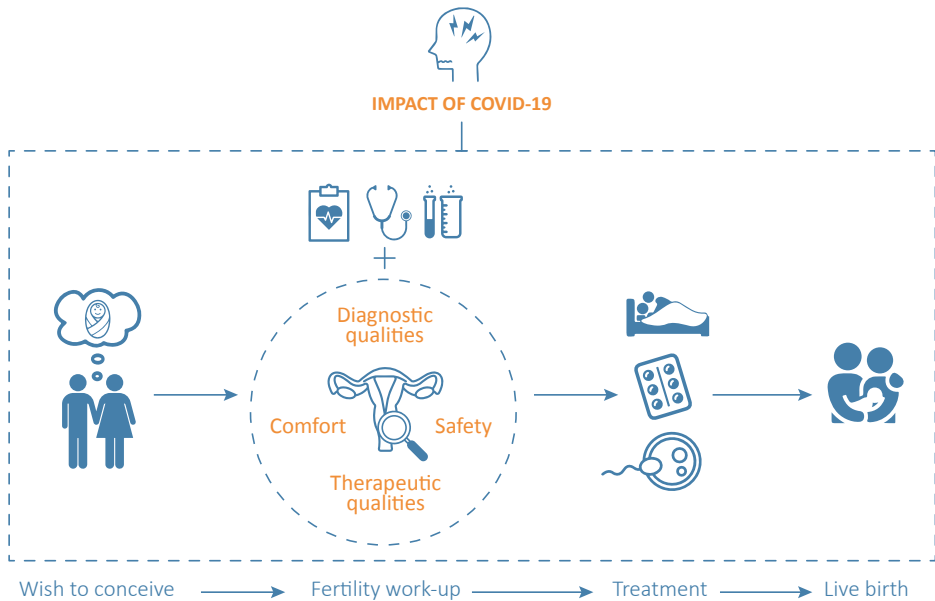 IMPACT OF COVID-19
Diagnostic
qualities
Comfort
Safety
Therapeutic
qualities
Wish to conceive
Fertility work-up
Treatment
Live birth